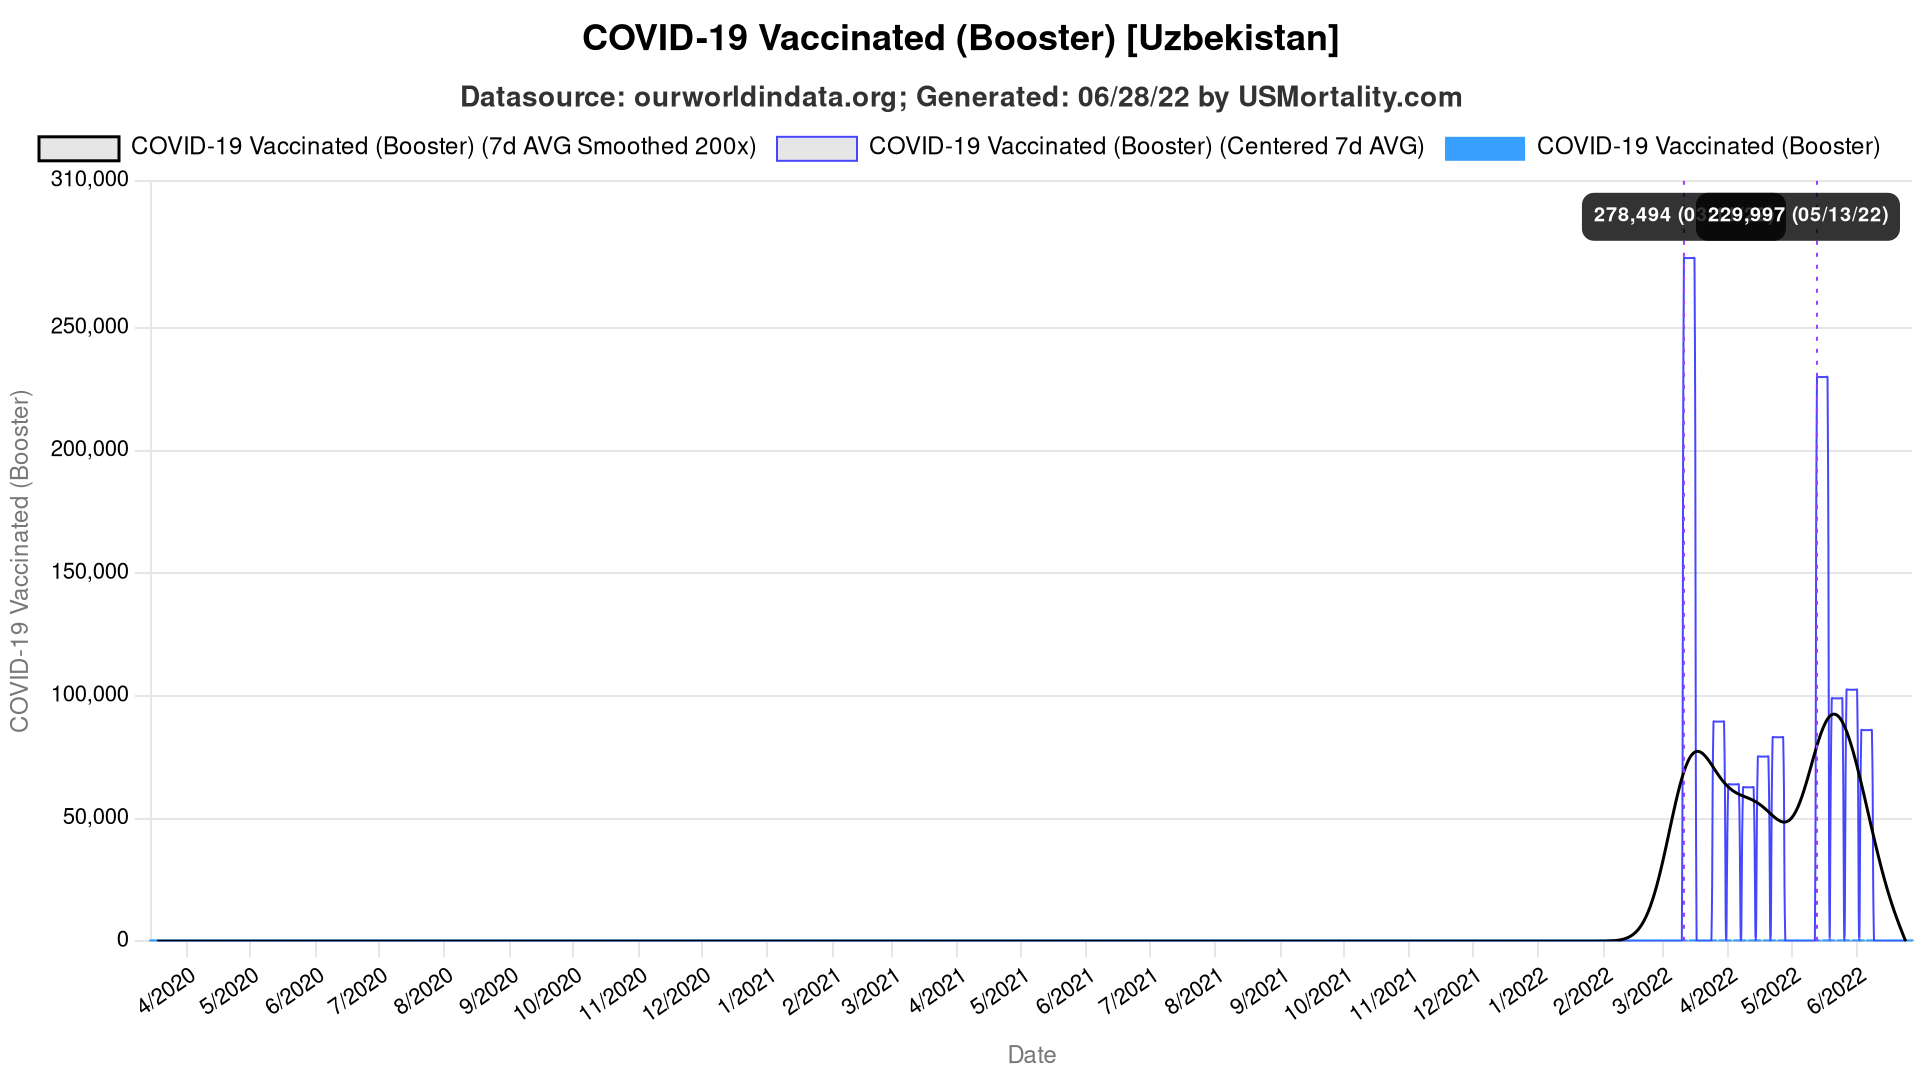 COVID-19 Vaccinated (Booster) [Uzbekistan]
Datasource: ourworldindata.org; Generated: 06/28/22 by USMortality.com
COVID-19 Vaccinated (Booster) (7d AVG Smoothed 200x) COVID-19 Vaccinated (Booster) (Centered 7d AVG) COVID-19 Vaccinated (Booster)
310,000
278,494 229,997 (05/13/22)
250,000
200,000
150,000
100,000
50,000
0
COVID-19 Vaccinated (Booster)
4/2020 5/2020 6/2020 7/2020 8/2020 9/2020 10/2020 11/2020 12/2020 1/2021 2/2021 3/2021 4/2021 5/2021 6/2021 7/2021 8/2021 9/2021 10/2021 11/2021 12/2021 1/2022 2/2022 3/2022 4/2022 5/2022 6/2022
Date